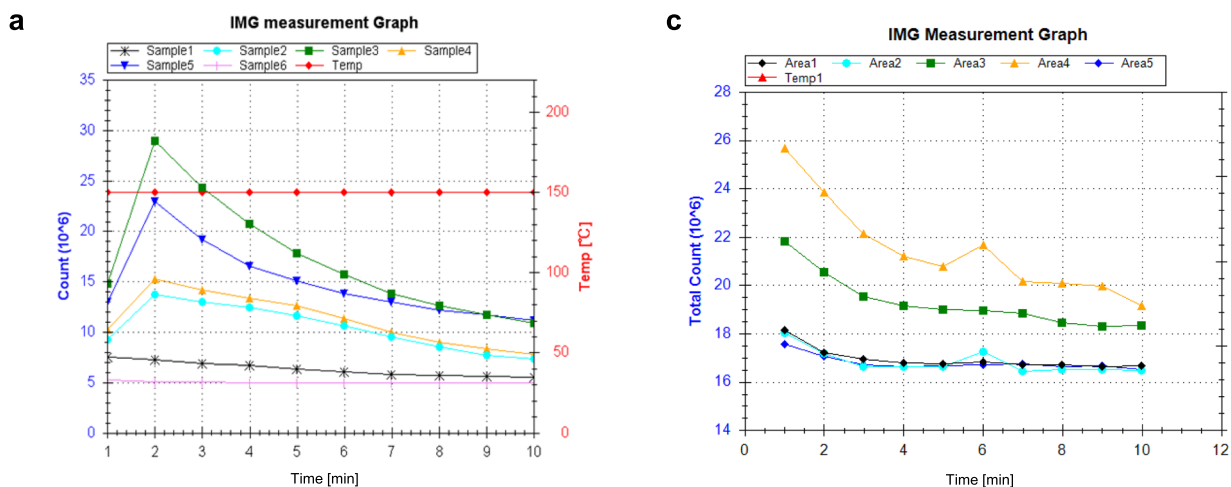 a
IMG measurement Graph
Sample1 Sample2 Sample3 Sample4
Sample5 Sample6 Temp
35
30
25
20
15
10
5
0
Count (10^6)
200
150
100
50
0
Temp [℃]
1 2 3 4 5 6 7 8 9 10
Time [min]
c
IMG Measurement Graph
Area1 Area2 Area3 Area4 Area5
Temp1
28
26
24
22
20
18
16
14
Total Count (10^6)
0 2 4 6 8 10 12
Time [min]